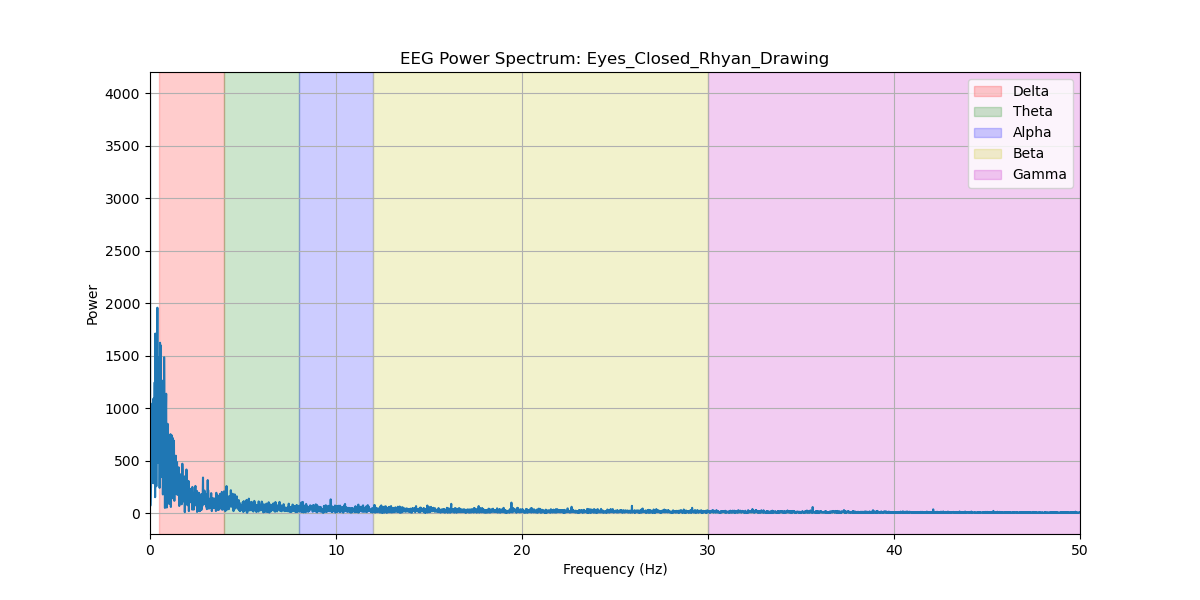 EEG Power Spectrum: Eyes_Closed_Rhyan_Drawing
4000
3500
3000
2500
2000
1500
1000
500
0
Power
0 10 20 30 40 50
Frequency (Hz)
Delta
Theta
Alpha
Beta
Gamma